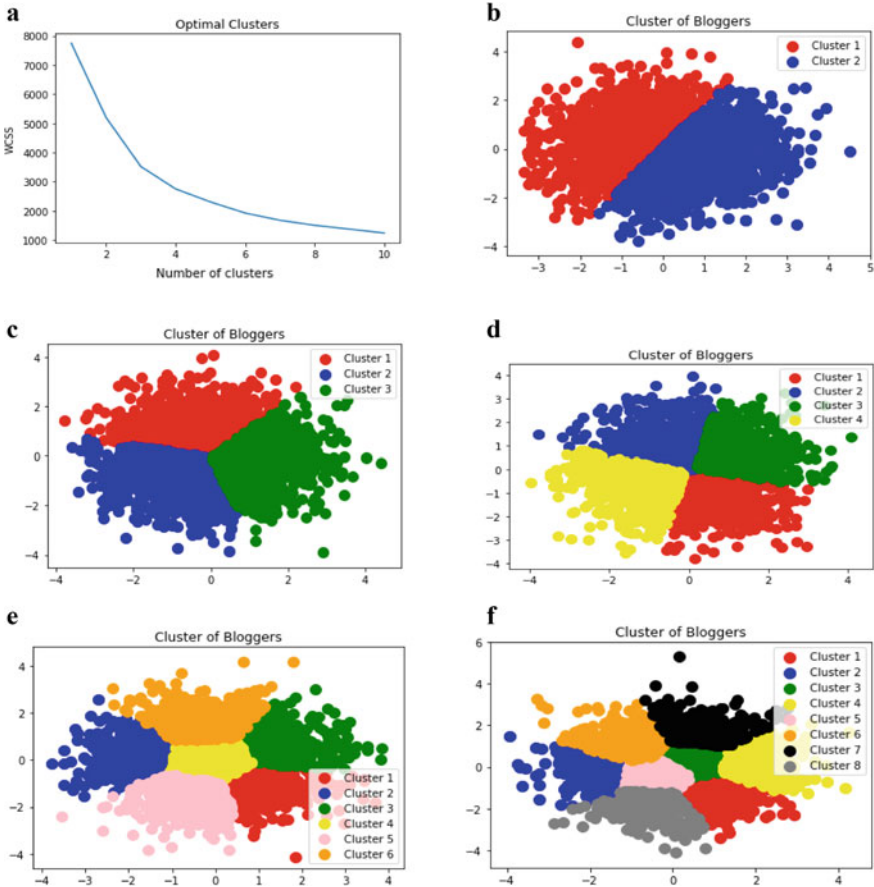 a
Optimal Clusters
8000
7000
6000
5000
4000
3000
2000
1000
WCSS
2 4 6 8 10
Number of clusters
b
Cluster of Bloggers
Cluster 1
Cluster 2
4
2
0
−2
−4
−3 −2 −1 0 1 2 3 4 5
c
Cluster of Bloggers
Cluster 1
Cluster 2
Cluster 3
4
2
0
−2
−4
−4 −2 0 2 4
d
Cluster of Bloggers
Cluster 1
Cluster 2
Cluster 3
Cluster 4
4
3
2
1
0
−1
−2
−3
−4
−4 −2 0 2 4
e
Cluster of Bloggers
4
2
0
−2
−4
Cluster 1
Cluster 2
Cluster 3
Cluster 4
Cluster 5
Cluster 6
−4 −3 −2 −1 0 1 2 3 4
f
Cluster of Bloggers
Cluster 1
Cluster 2
Cluster 3
Cluster 4
Cluster 5
Cluster 6
Cluster 7
Cluster 8
6
4
2
0
−2
−4
−4 −2 0 2 4